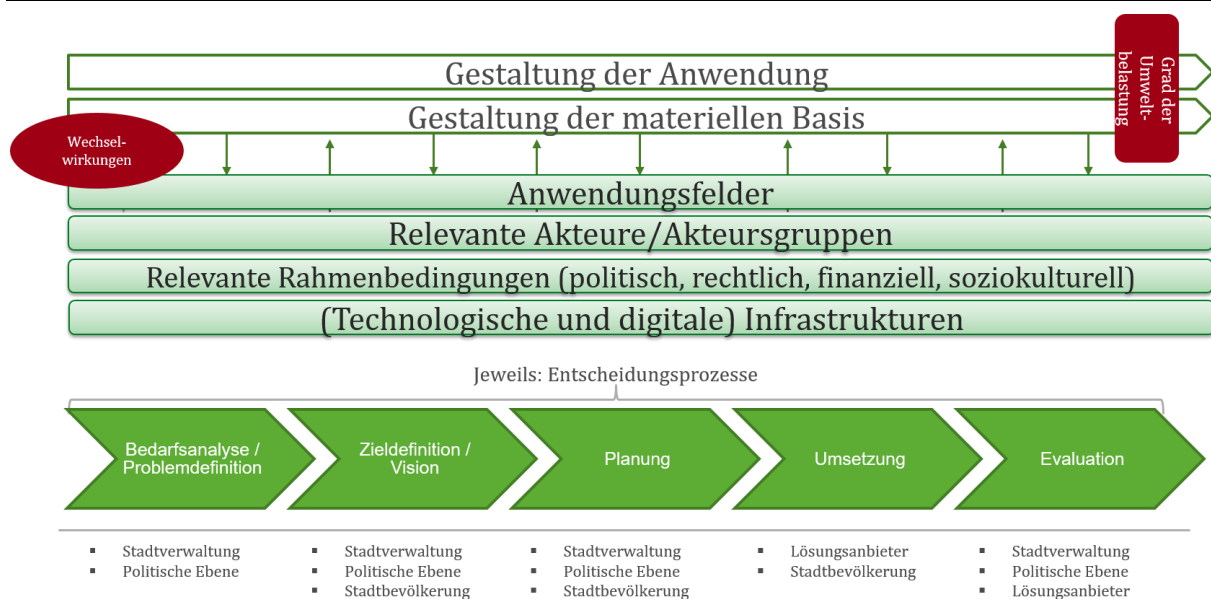 Gestaltung der Anwendung
Gestaltung der materiellen Basis
Grad der
Umwelt-
belastung
Wechsel-
wirkungen
Anwendungsfelder
Relevante Akteure/Akteursgruppen
Relevante Rahmenbedingungen (politisch, rechtlich, finanziell, soziokulturell)
(Technologische und digitale) Infrastrukturen
Jeweils: Entscheidungsprozesse
Bedarfsanalyse /
Problemdefinition
Zieldefinition /
Vision
Planung
Umsetzung
Evaluation
▪ Stadtverwaltung
▪ Politische Ebene
▪ Stadtverwaltung
▪ Politische Ebene
▪ Stadtbevölkerung
▪ Stadtverwaltung
▪ Politische Ebene
▪ Stadtbevölkerung
▪ Lösungsanbieter
▪ Stadtbevölkerung
▪ Stadtverwaltung
▪ Politische Ebene
▪ Lösungsanbieter